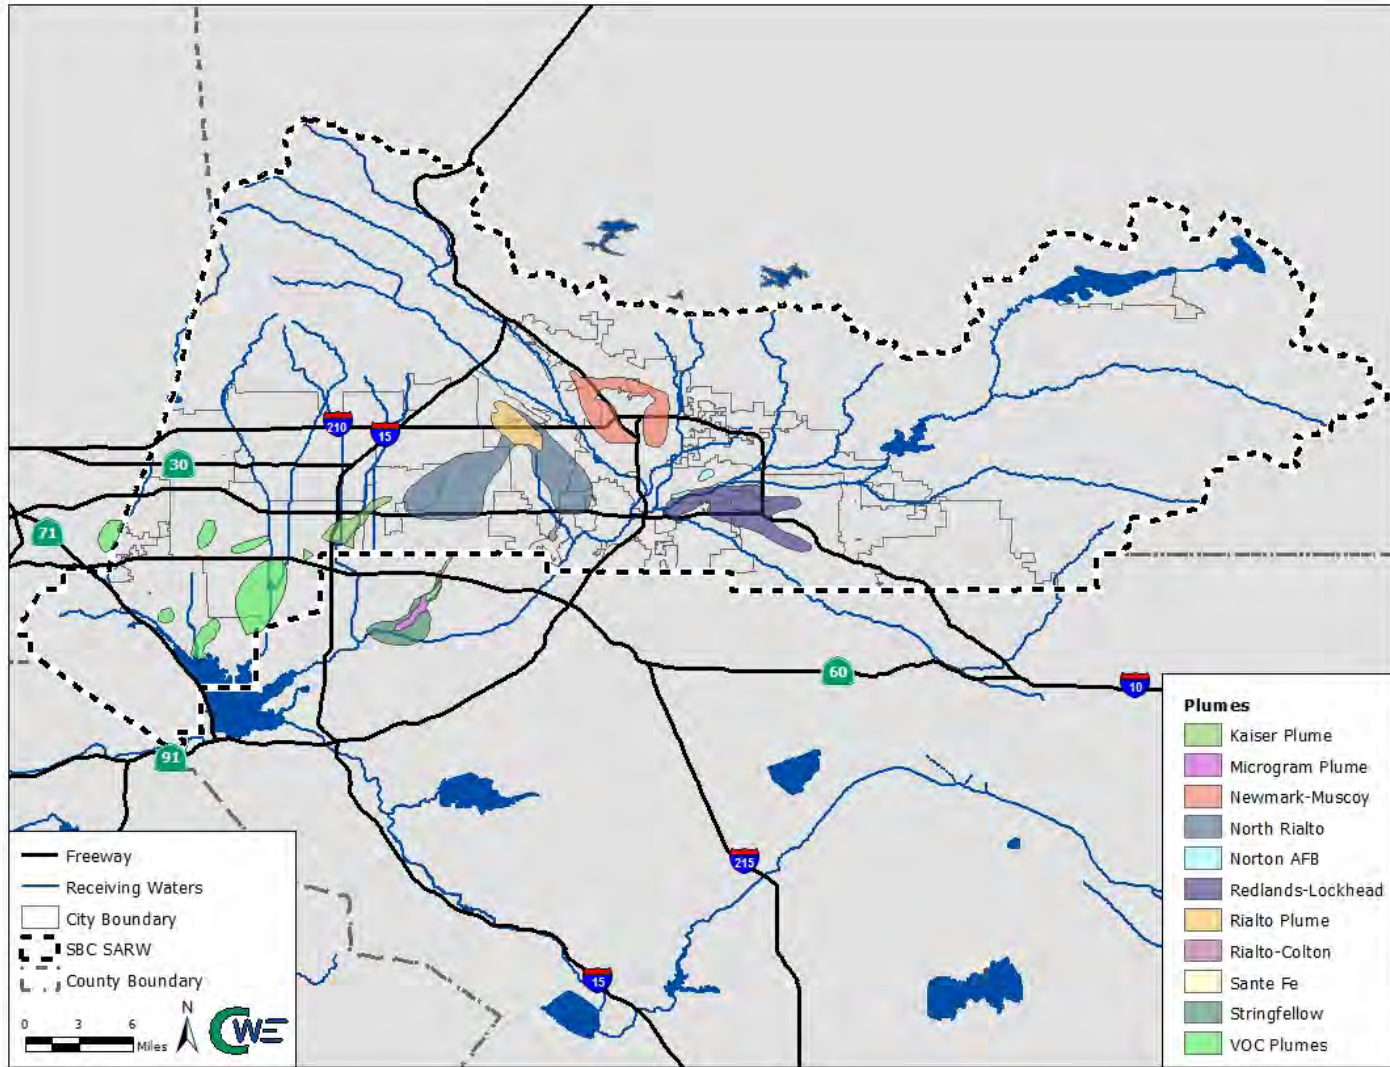 210
15
30
71
60
10
91
215
15
Plumes
Kaiser Plume
Microgram Plume
Newmark-Muscoy
North Rialto
Norton AFB
Redlands-Lockhead
Rialto Plume
Rialto-Colton
Sante Fe
Stringfellow
VOC Plumes
Freeway
Receiving Waters
City Boundary
SBC SARW
County Boundary
N
0 3 6
Miles
CWE